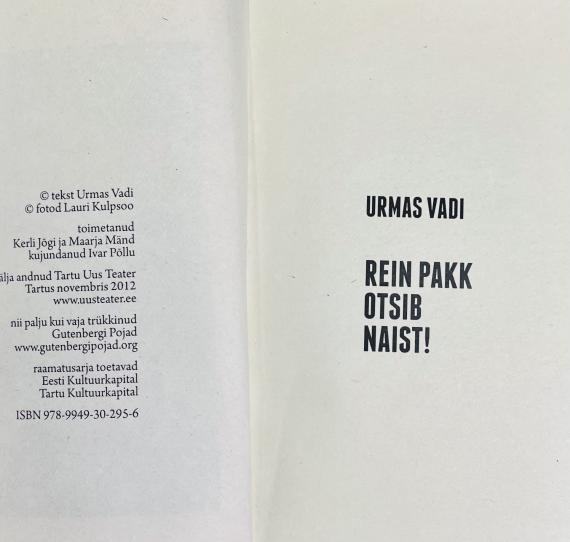 © tekst Urmas Vadi
© fotod Lauri Kulpsoo
toimetanud
Kerli Jõgi ja Maarja Mänd
kujundanud Ivar Põllu
andnud Tartu Uus Teater
Tartus novembris 2012
www.uusteater.ee
nii palju kui vaja trükkinud
Gutenbergi Pojad
www.gutenbergipojad.org
raamatusarja toetavad
Eesti Kultuurkapital
Tartu Kultuurkapital
ISBN 978-9949-30-295-6
URMAS VADI
REIN PAKK
OTSIB
NAIST!